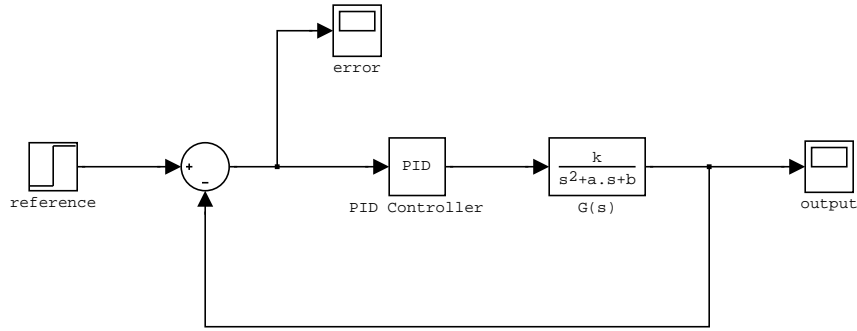 error
+
−
reference
PID
PID Controller
k
s²+a.s+b
G(s)
output